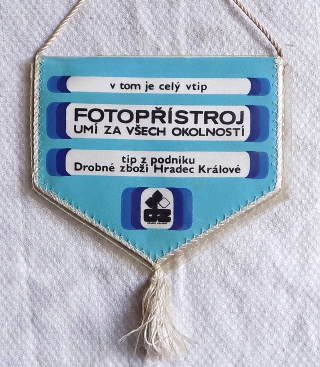 v tom je celý vtip
FOTOPŘÍSTROJ
UMÍ ZA VŠECH OKOLNOSTÍ
tip z podniku
Drobné zboží Hradec Králové